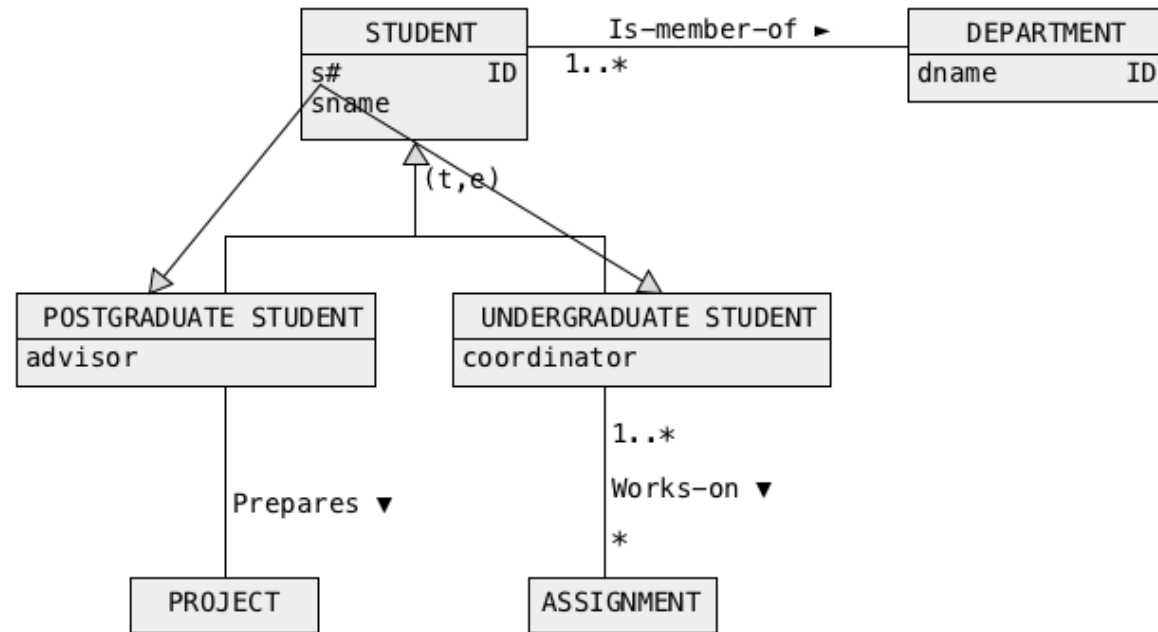 STUDENT
s# ID
sname
Is-member-of ►
1..*
DEPARTMENT
dname ID
(t,e)
POSTGRADUATE STUDENT
advisor
UNDERGRADUATE STUDENT
coordinator
1..*
Prepares ▼
Works-on ▼
*
PROJECT
ASSIGNMENT